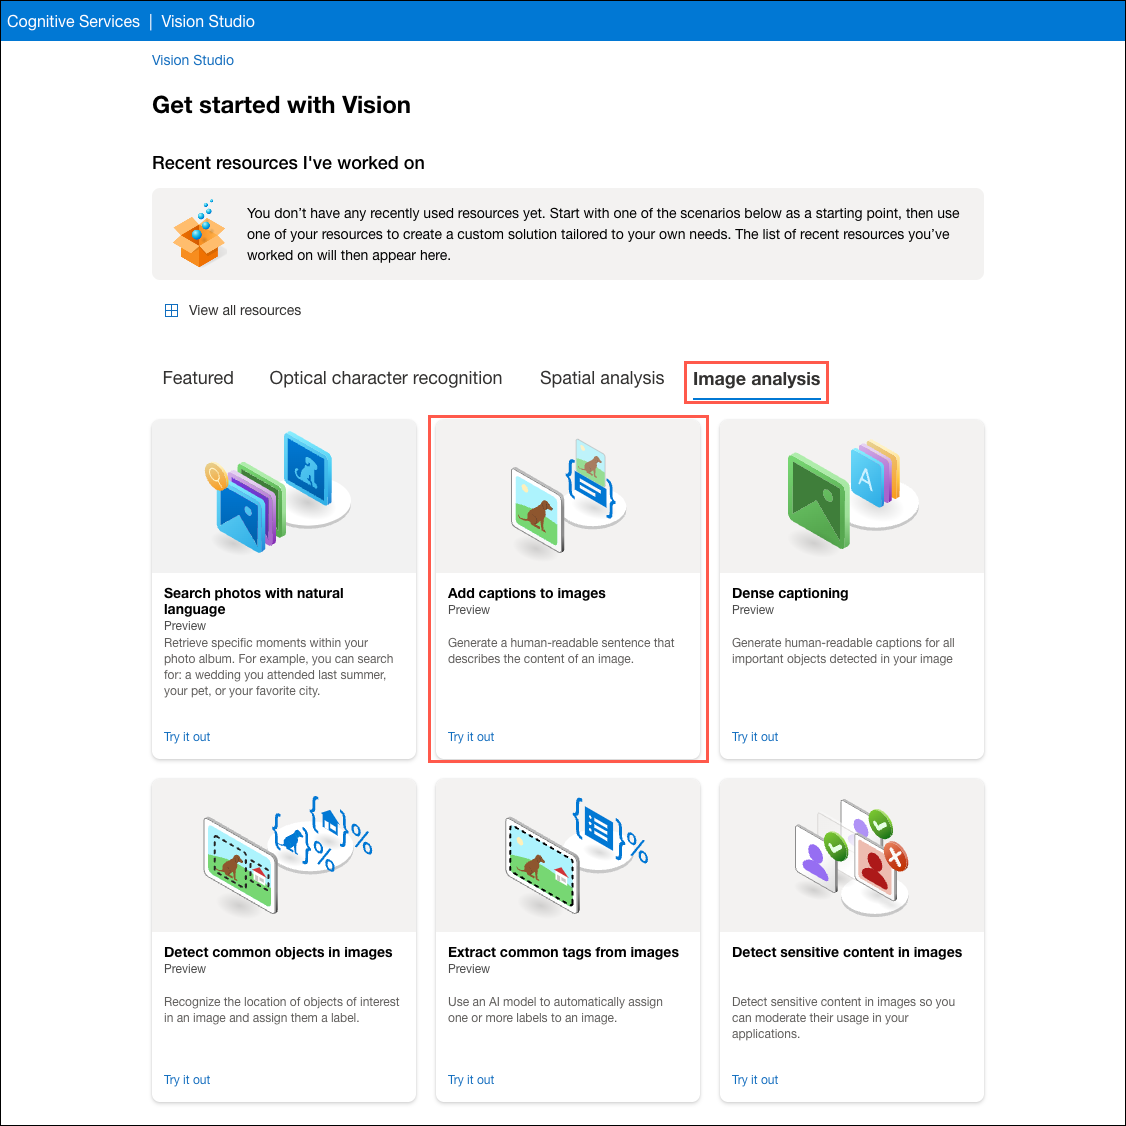 Cognitive Services | Vision Studio
Vision Studio
Get started with Vision
Recent resources I've worked on
You don’t have any recently used resources yet. Start with one of the scenarios below as a starting point, then use
one of your resources to create a custom solution tailored to your own needs. The list of recent resources you’ve
worked on will then appear here.
View all resources
Featured
Optical character recognition
Spatial analysis
Image analysis
A
Search photos with natural
language
Preview
Retrieve specific moments within your
photo album. For example, you can search
for: a wedding you attended last summer,
your pet, or your favorite city.
Try it out
Add captions to images
Preview
Generate a human-readable sentence that
describes the content of an image.
Try it out
Dense captioning
Preview
Generate human-readable captions for all
important objects detected in your image
Try it out
{ } % { } %
Detect common objects in images
Preview
Recognize the location of objects of interest
in an image and assign them a label.
Try it out
{ } %
Extract common tags from images
Preview
Use an AI model to automatically assign
one or more labels to an image.
Try it out
Detect sensitive content in images
Detect sensitive content in images so you
can moderate their usage in your
applications.
Try it out